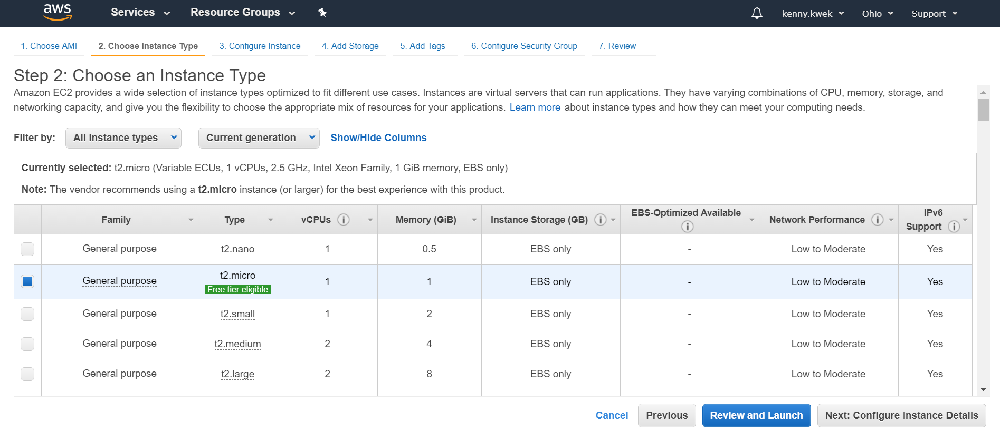 aws Services Resource Groups kenny.kwek Ohio Support
1. Choose AMI 2. Choose Instance Type 3. Configure Instance 4. Add Storage 5. Add Tags 6. Configure Security Group 7. Review
Step 2: Choose an Instance Type
Amazon EC2 provides a wide selection of instance types optimized to fit different use cases. Instances are virtual servers that can run applications. They have varying combinations of CPU, memory, storage, and
networking capacity, and give you the flexibility to choose the appropriate mix of resources for your applications. Learn more about instance types and how they can meet your computing needs.
Filter by: All instance types Current generation Show/Hide Columns
Currently selected: t2.micro (Variable ECUs, 1 vCPUs, 2.5 GHz, Intel Xeon Family, 1 GiB memory, EBS only)
Note: The vendor recommends using a t2.micro instance (or larger) for the best experience with this product.
Family Type vCPUs i Memory (GiB) Instance Storage (GB) i EBS-Optimized Available i Network Performance i IPv6 Support i
General purpose t2.nano 1 0.5 EBS only - Low to Moderate Yes
General purpose t2.micro Free tier eligible 1 1 EBS only - Low to Moderate Yes
General purpose t2.small 1 2 EBS only - Low to Moderate Yes
General purpose t2.medium 2 4 EBS only - Low to Moderate Yes
General purpose t2.large 2 8 EBS only - Low to Moderate Yes
Cancel Previous Review and Launch Next: Configure Instance Details